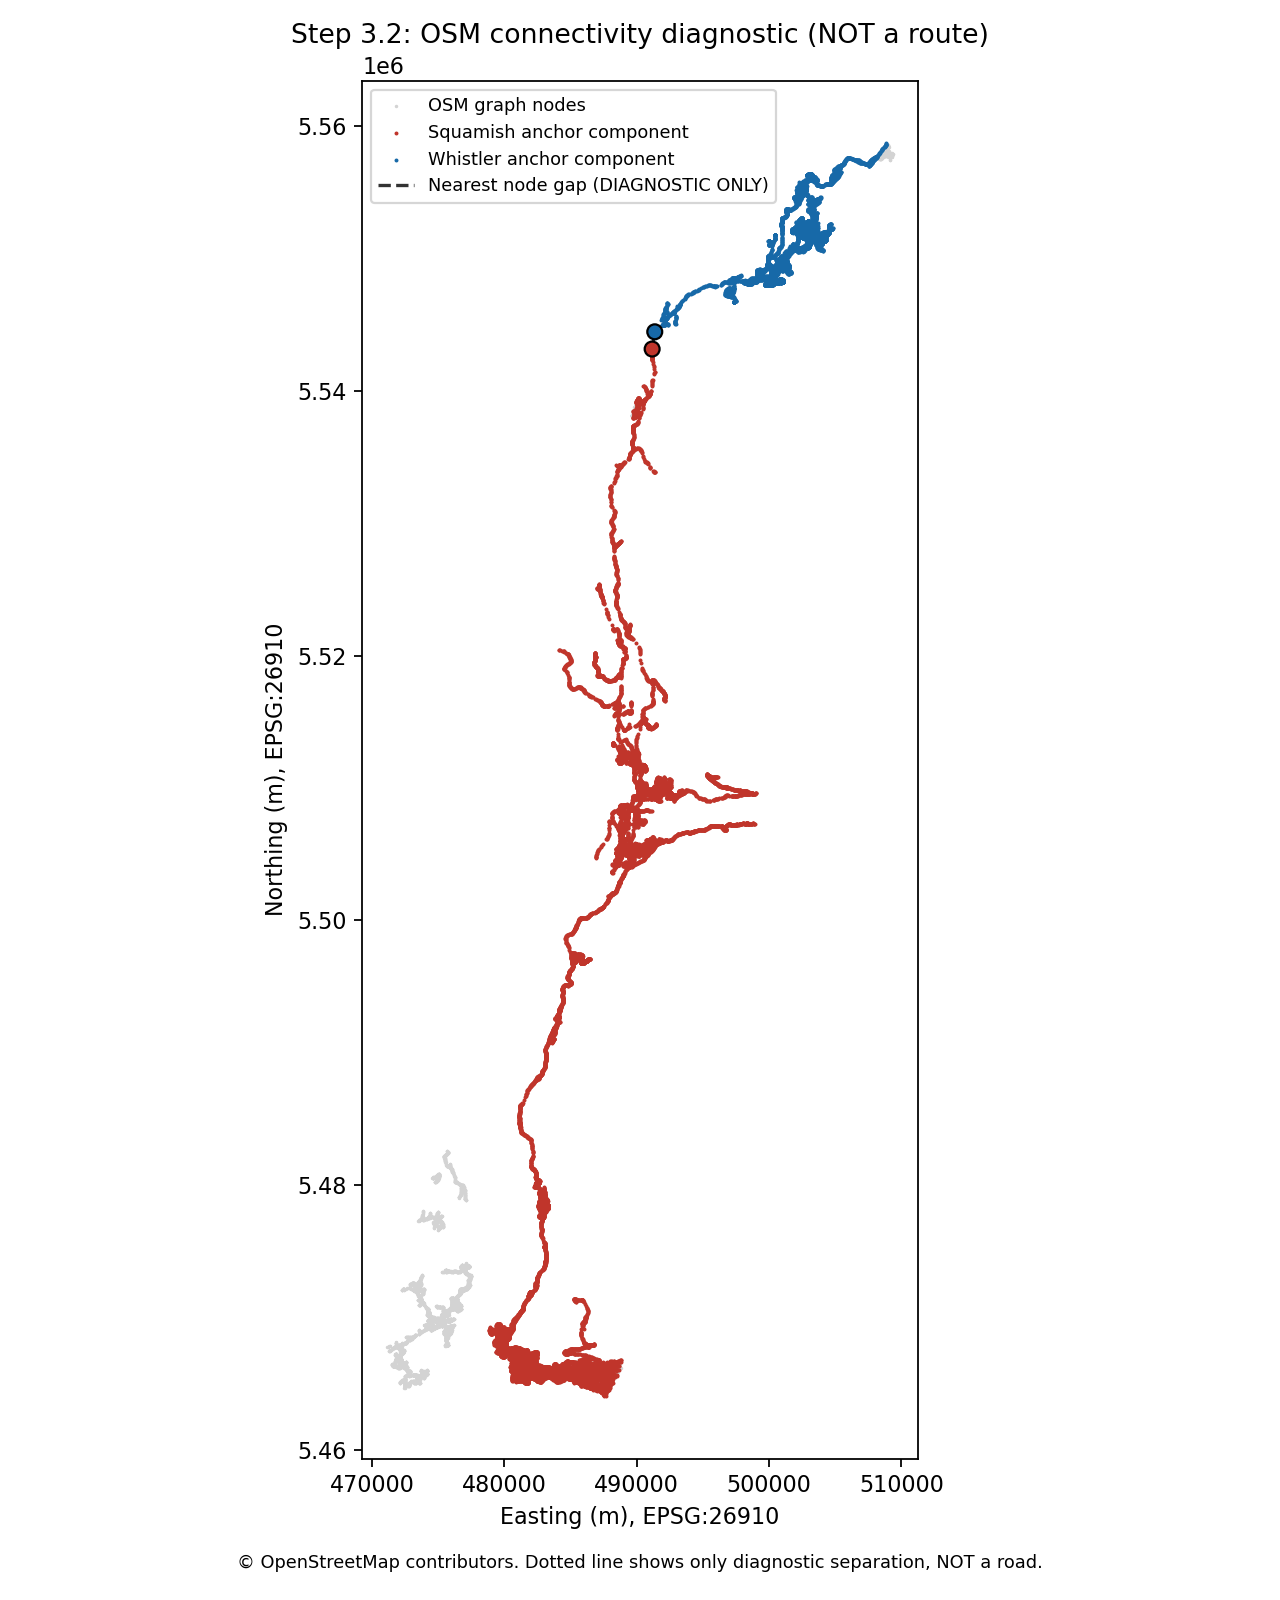 Step 3.2: OSM connectivity diagnostic (NOT a route)
1e6
OSM graph nodes
Squamish anchor component
Whistler anchor component
Nearest node gap (DIAGNOSTIC ONLY)
5.56
5.54
5.52
5.50
5.48
5.46
Northing (m), EPSG:26910
470000 480000 490000 500000 510000
Easting (m), EPSG:26910
© OpenStreetMap contributors. Dotted line shows only diagnostic separation, NOT a road.